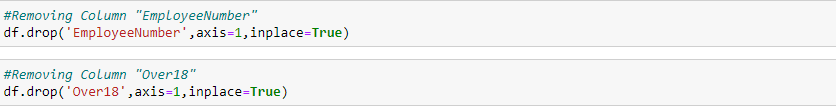 #Removing Column "EmployeeNumber"
df.drop('EmployeeNumber',axis=1,inplace=True)
#Removing Column "Over18"
df.drop('Over18',axis=1,inplace=True)